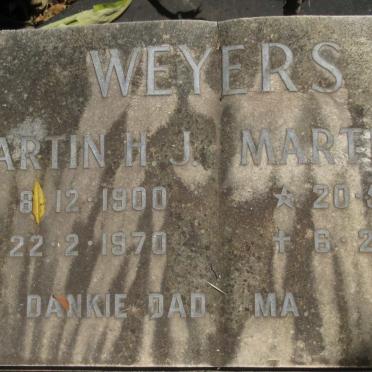 WEYERS
ARTIN H. J. MART
8·12·1900 ☆ 20·
22·2·1970 ✝ 6·2
DANKIE DAD MA.